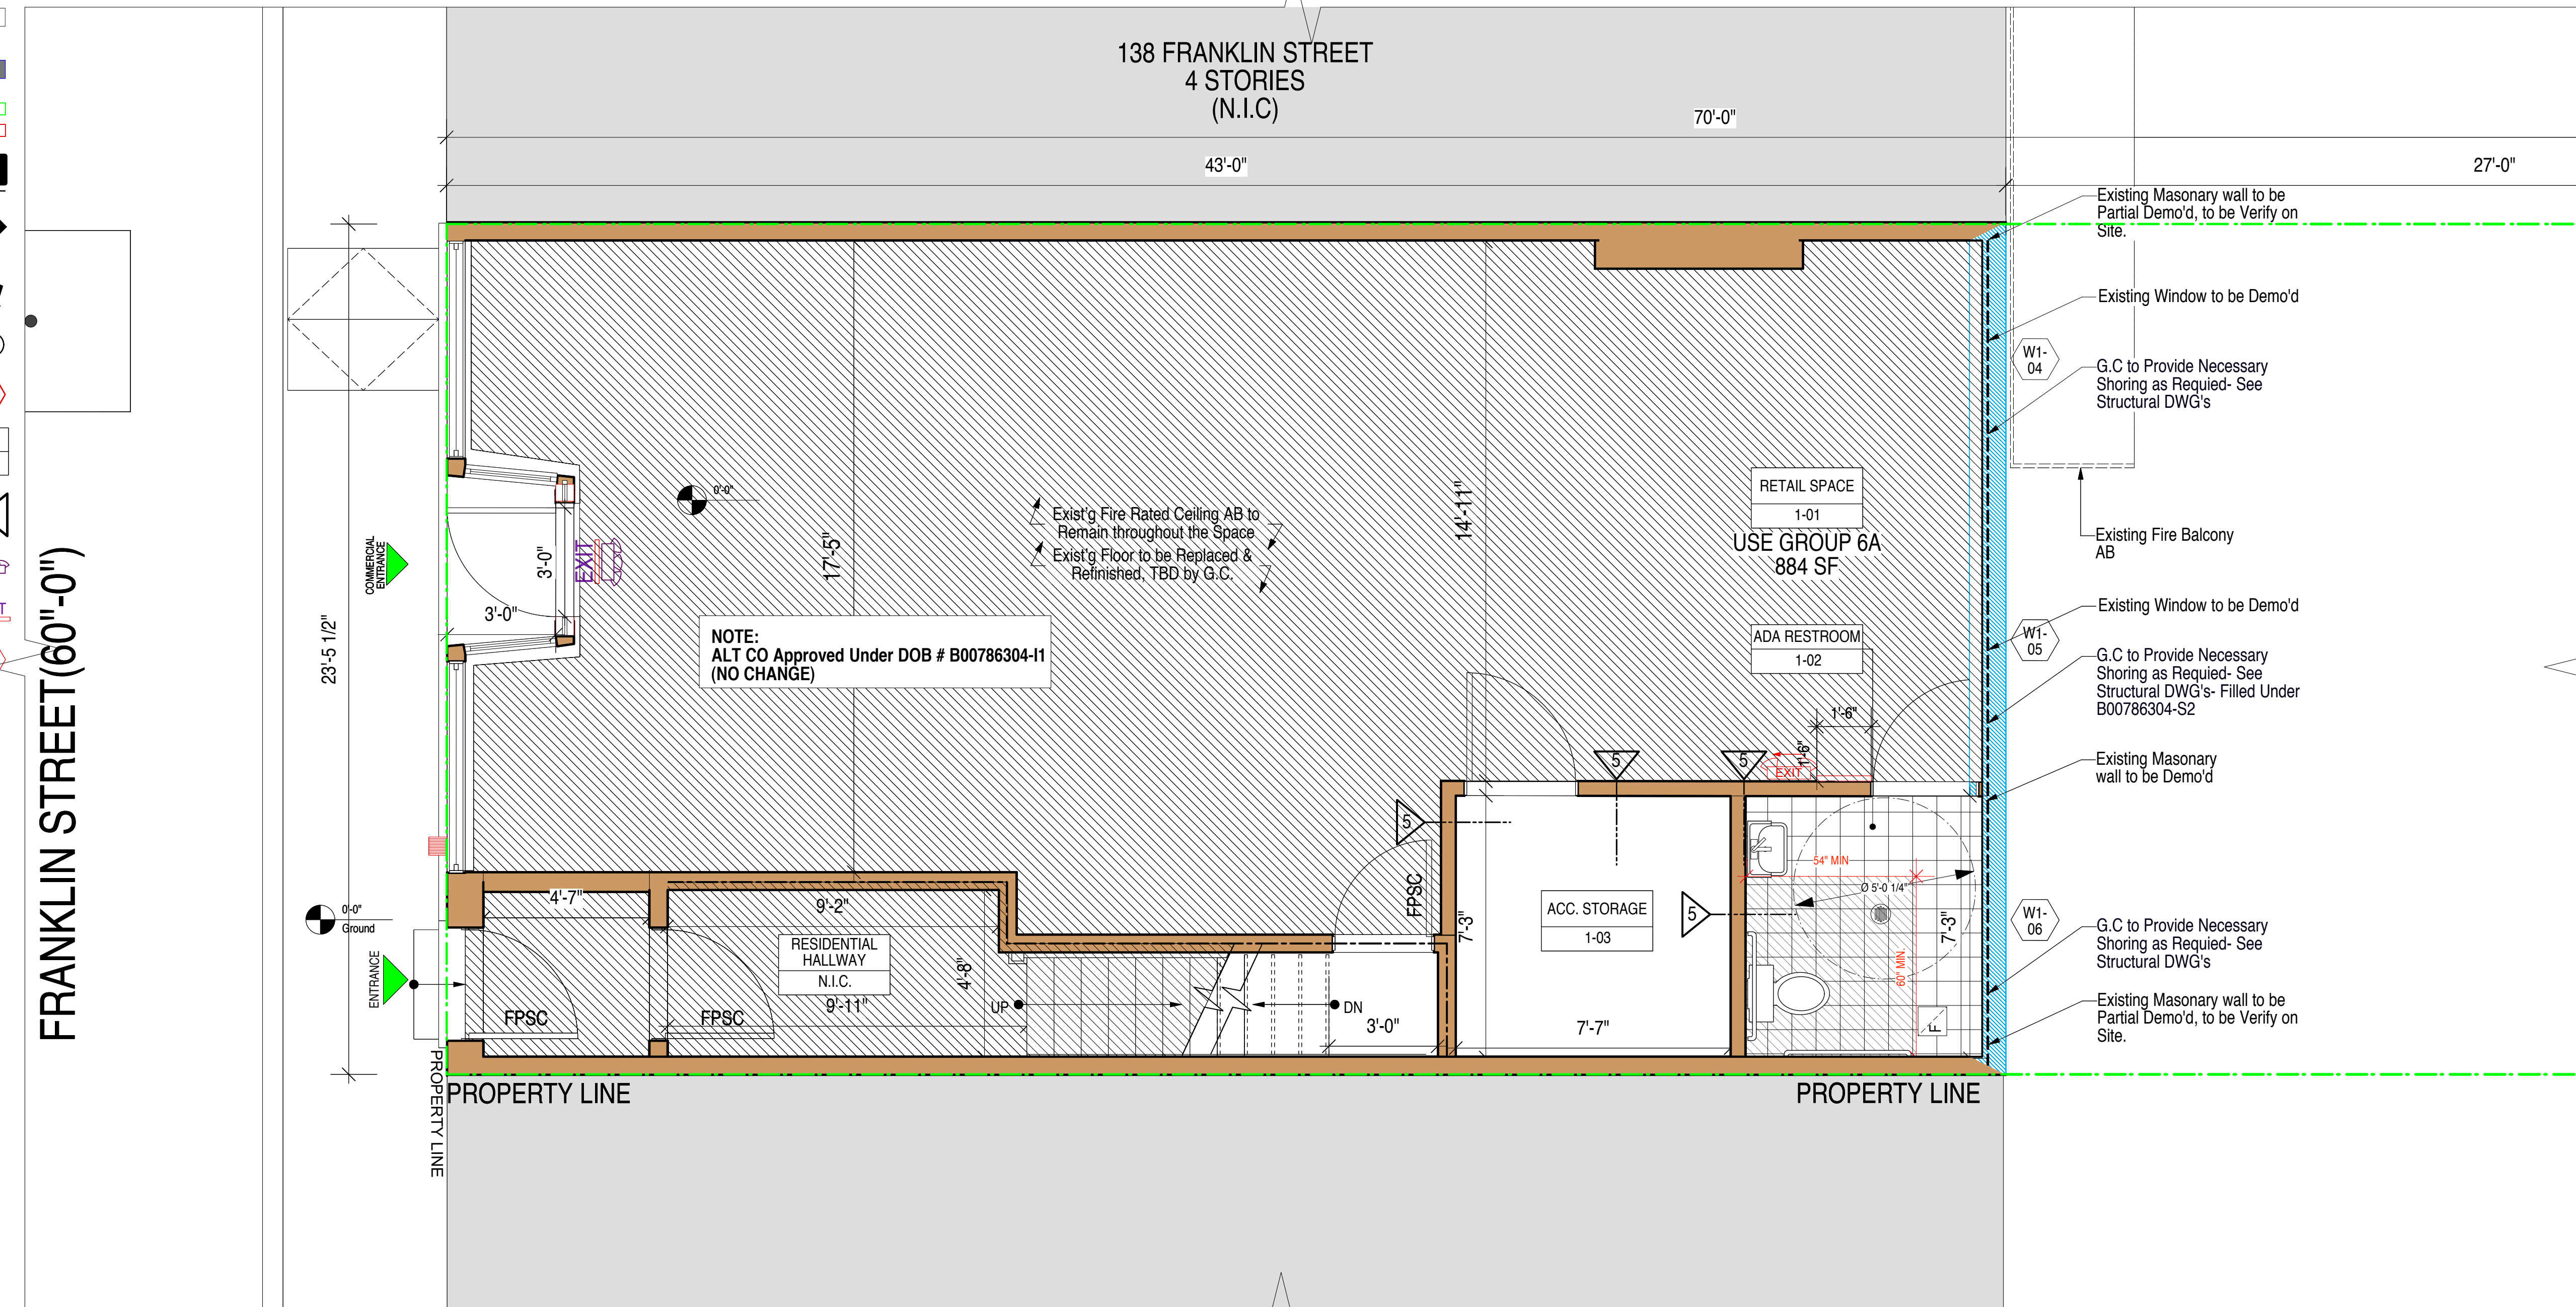 138 FRANKLIN STREET
4 STORIES
(N.I.C)
70'-0"
43'-0"
27'-0"
Existing Masonary wall to be
Partial Demo'd, to be Verify on
Site.
Existing Window to be Demo'd
W1-
04
G.C to Provide Necessary
Shoring as Requied- See
Structural DWG's
Existing Fire Balcony
AB
Existing Window to be Demo'd
W1-
05
G.C to Provide Necessary
Shoring as Requied- See
Structural DWG's- Filled Under
B00786304-S2
Existing Masonary
wall to be Demo'd
W1-
06
G.C to Provide Necessary
Shoring as Requied- See
Structural DWG's
Existing Masonary wall to be
Partial Demo'd, to be Verify on
Site.
FRANKLIN STREET(60"-0")
23'-5 1/2"
COMMERCIAL
ENTRANCE
3'-0"
3'-0"
EXIT
0'-0"
17'-5"
Exist'g Fire Rated Ceiling AB to
Remain throughout the Space
Exist'g Floor to be Replaced &
Refinished, TBD by G.C.
14'-11"
RETAIL SPACE
1-01
USE GROUP 6A
884 SF
ADA RESTROOM
1-02
NOTE:
ALT CO Approved Under DOB # B00786304-I1
(NO CHANGE)
1'-6"
1'-6"
EXIT
5
5
5
5
0'-0"
Ground
ENTRANCE
4'-7"
FPSC
9'-2"
RESIDENTIAL
HALLWAY
N.I.C.
9'-11"
FPSC
4'-8"
UP
DN
3'-0"
FPSC
7'-3"
ACC. STORAGE
1-03
7'-7"
54" MIN
Ø 5'-0 1/4"
60" MIN.
7'-3"
F
PROPERTY LINE
PROPERTY LINE
PROPERTY LINE